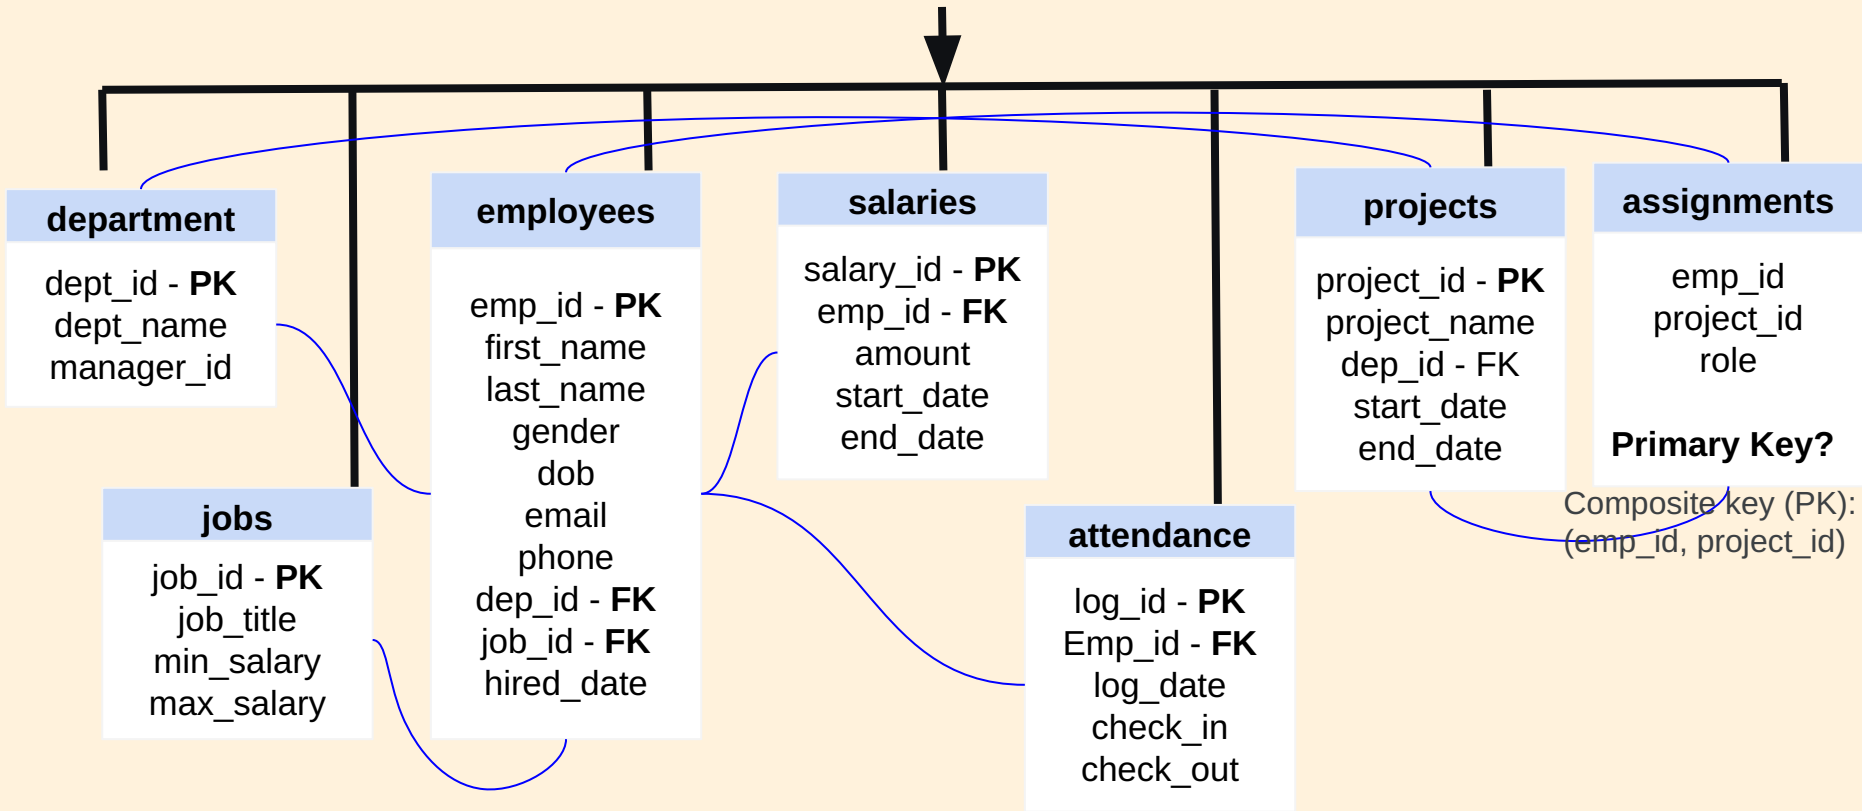 department
dept_id - PK
dept_name
manager_id
jobs
job_id - PK
job_title
min_salary
max_salary
employees
emp_id - PK
first_name
last_name
gender
dob
email
phone
dep_id - FK
job_id - FK
hired_date
salaries
salary_id - PK
emp_id - FK
amount
start_date
end_date
attendance
log_id - PK
Emp_id - FK
log_date
check_in
check_out
projects
project_id - PK
project_name
dep_id - FK
start_date
end_date
assignments
emp_id
project_id
role
Primary Key?
Composite key (PK):
(emp_id, project_id)